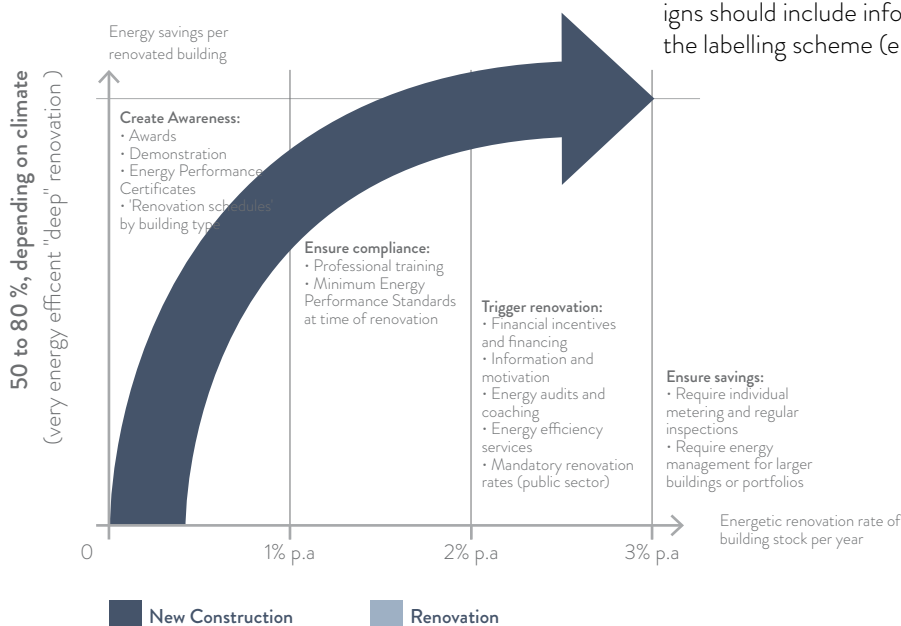 igns should include info
the labelling scheme (e
Energy savings per
renovated building
50 to 80 %, depending on climate
(very energy efficent "deep" renovation )
Create Awareness:
• Awards
• Demonstration
• Energy Performance
Certificates
• 'Renovation schedules'
by building type
Ensure compliance:
• Professional training
• Minimum Energy
Performance Standards
at time of renovation
Trigger renovation:
• Financial incentives
and financing
• Information and
motivation
• Energy audits and
coaching
• Energy efficiency
services
• Mandatory renovation
rates (public sector)
Ensure savings:
• Require individual
metering and regular
inspections
• Require energy
management for larger
buildings or portfolios
0
1% p.a
2% p.a
3% p.a
Energetic renovation rate of
building stock per year
New Construction
Renovation